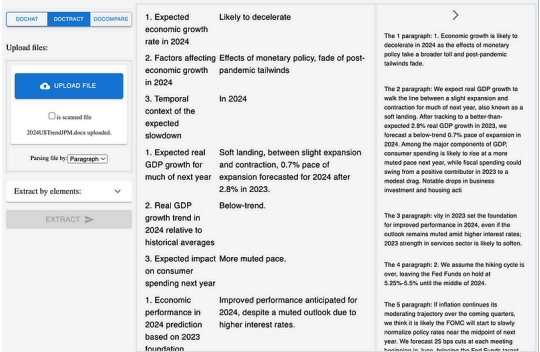 DOCHAT
DOCTRACT
DOCOMPARE
Upload files:
UPLOAD FILE
is scanned file
2024USTrendJPM.docx uploaded.
Parsing file by: Paragraph
Extract by elements:
EXTRACT
1. Expected economic growth rate in 2024
Likely to decelerate
2. Factors affecting economic growth in 2024
Effects of monetary policy, fade of post-pandemic tailwinds
3. Temporal context of the expected slowdown
In 2024
1. Expected real GDP growth for much of next year
Soft landing, between slight expansion and contraction, 0.7% pace of expansion forecasted for 2024 after 2.8% in 2023.
2. Real GDP growth trend in 2024 relative to historical averages
Below-trend.
3. Expected impact on consumer spending next year
More muted pace.
1. Economic performance in 2024 prediction based on 2023 foundation
Improved performance anticipated for 2024, despite a muted outlook due to higher interest rates.
The 1 paragraph: 1. Economic growth is likely to
decelerate in 2024 as the effects of monetary
policy take a broader toll and post-pandemic
tailwinds fade.
The 2 paragraph: We expect real GDP growth to
walk the line between a slight expansion and
contraction for much of next year, also known as a
soft landing. After tracking to a better-than-
expected 2.8% real GDP growth in 2023, we
forecast a below-trend 0.7% pace of expansion in
2024. Among the major components of GDP,
consumer spending is likely to rise at a more
muted pace next year, while fiscal spending could
swing from a positive contributor in 2023 to a
modest drag. Notable drops in business
investment and housing acti
The 3 paragraph: vity in 2023 set the foundation
for improved performance in 2024, even if the
outlook remains muted amid higher interest rates;
2023 strength in services sector is likely to soften.
The 4 paragraph: 2. We assume the hiking cycle is
over, leaving the Fed Funds on hold at
5.25%-5.5% until the middle of 2024.
The 5 paragraph: If inflation continues its
moderating trajectory over the coming quarters,
we think it is likely the FOMC will start to slowly
normalize policy rates near the midpoint of next
year. We forecast 25 bps cuts at each meeting
beginning in June, bringing the Fed Funds target